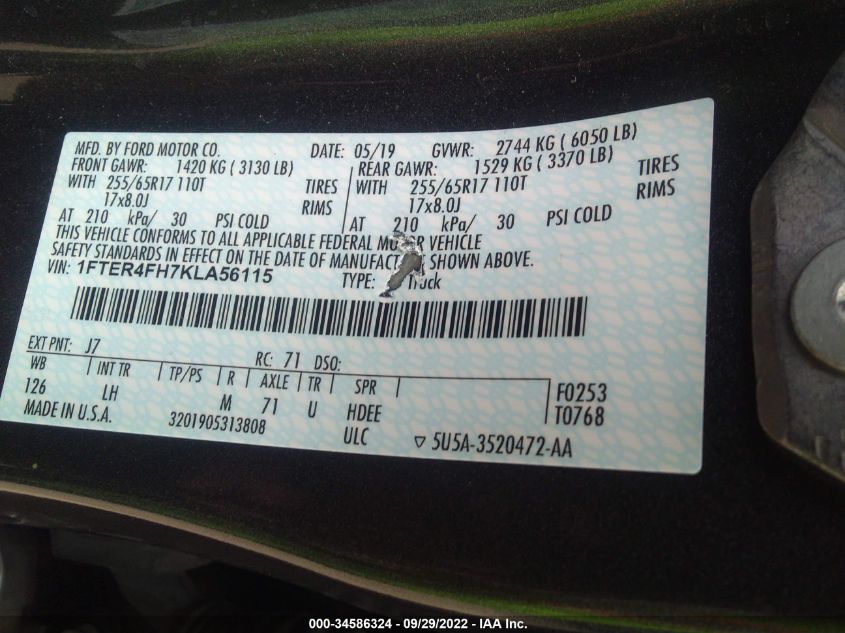 MFD. BY FORD MOTOR CO. DATE: 05/19 GVWR: 2744 KG ( 6050 LB)
FRONT GAWR: 1420 KG ( 3130 LB) REAR GAWR: 1529 KG ( 3370 LB)
WITH 255/65R17 110T TIRES WITH 255/65R17 110T TIRES
17x8.0J RIMS 17x8.0J RIMS
AT 210 kPa/ 30 PSI COLD AT 210 kPa/ 30 PSI COLD
THIS VEHICLE CONFORMS TO ALL APPLICABLE FEDERAL VEHICLE
SAFETY STANDARDS IN EFFECT ON THE DATE OF SHOWN ABOVE.
VIN: 1FTER4FH7KLA56115 TYPE:
EXT PNT: J7 RC: 71 DSO:
WB INT TR TP/PS R AXLE TR SPR
126 LH M 71 U HDEE F0253
ULC T0768
MADE IN U.S.A. 3201905313808 5U5A-3520472-AA
000-34586324 - 09/29/2022 - IAA Inc.